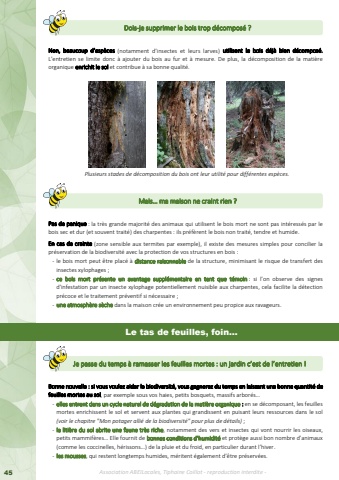 Dois-je supprimer le bois trop décomposé ?
Non, beaucoup d'espèces (notamment d'insectes et leurs larves) utilisent le bois déjà bien décomposé.
L'entretien se limite donc à ajouter du bois au fur et à mesure. De plus, la décomposition de la matière
organique enrichit le sol et contribue à sa bonne qualité.
Plusieurs stades de décomposition du bois ont leur utilité pour différentes espèces.
Mais... ma maison ne craint rien ?
Pas de panique : la très grande majorité des animaux qui utilisent le bois mort ne sont pas intéressés par le
bois sec et dur (et souvent traité) des charpentes : ils préfèrent le bois non traité, tendre et humide.
En cas de crainte (zone sensible aux termites par exemple), il existe des mesures simples pour concilier la
préservation de la biodiversité avec la protection de vos structures en bois :
- le bois mort peut être placé à distance raisonnable de la structure, minimisant le risque de transfert des
insectes xylophages ;
- ce bois mort présente un avantage supplémentaire en tant que témoin : si l'on observe des signes
d'infestation par un insecte xylophage potentiellement nuisible aux charpentes, cela facilite la détection
précoce et le traitement préventif si nécessaire ;
- une atmosphère sèche dans la maison crée un environnement peu propice aux ravageurs.
Le tas de feuilles, foin...
Je passe du temps à ramasser les feuilles mortes : un jardin c'est de l'entretien !
Bonne nouvelle : si vous voulez aider la biodiversité, vous gagnerez du temps en laissant une bonne quantité de
feuilles mortes au sol, par exemple sous vos haies, petits bosquets, massifs arborés...
- elles entrent dans un cycle naturel de dégradation de la matière organique : en se décomposant, les feuilles
mortes enrichissent le sol et servent aux plantes qui grandissent en puisant leurs ressources dans le sol
(voir le chapitre "Mon potager allié de la biodiversité" pour plus de détails) ;
- la litière du sol abrite une faune très riche, notamment des vers et insectes qui vont nourrir les oiseaux,
petits mammifères... Elle fournit de bonnes conditions d'humidité et protège aussi bon nombre d'animaux
(comme les coccinelles, hérissons...) de la pluie et du froid, en particulier durant l'hiver.
- les mousses, qui restent longtemps humides, méritent également d'être préservées.
45